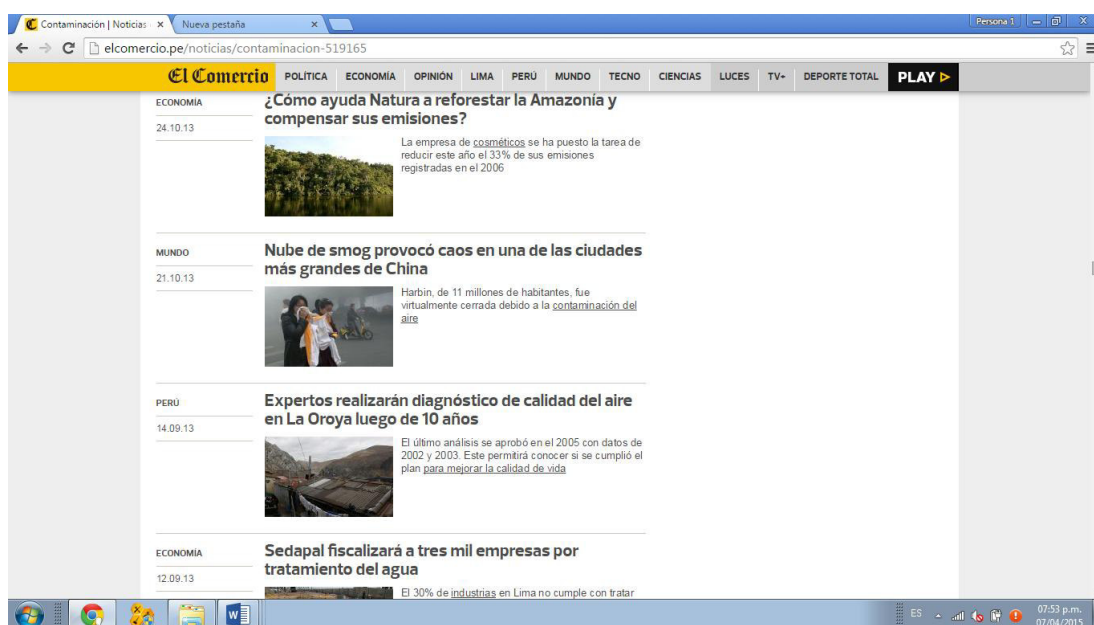 Contaminación | Noticias
Nueva pestaña
Persona 1
elcomercio.pe/noticias/contaminacion-519165
El Comercio POLÍTICA ECONOMÍA OPINIÓN LIMA PERÚ MUNDO TECNO CIENCIAS LUCES TV+ DEPORTE TOTAL PLAY
ECONOMÍA
24.10.13
¿Cómo ayuda Natura a reforestar la Amazonía y
compensar sus emisiones?
La empresa de cosméticos se ha puesto la tarea de
reducir este año el 33% de sus emisiones
registradas en el 2006
MUNDO
21.10.13
Nube de smog provocó caos en una de las ciudades
más grandes de China
Harbin, de 11 millones de habitantes, fue
virtualmente cerrada debido a la contaminación del
aire
PERÚ
14.09.13
Expertos realizarán diagnóstico de calidad del aire
en La Oroya luego de 10 años
El último análisis se aprobó en el 2005 con datos de
2002 y 2003. Este permitirá conocer si se cumplió el
plan para mejorar la calidad de vida
ECONOMÍA
12.09.13
Sedapal fiscalizará a tres mil empresas por
tratamiento del agua
El 30% de industrias en Lima no cumple con tratar
ES
07:53 p.m.
07/04/2015